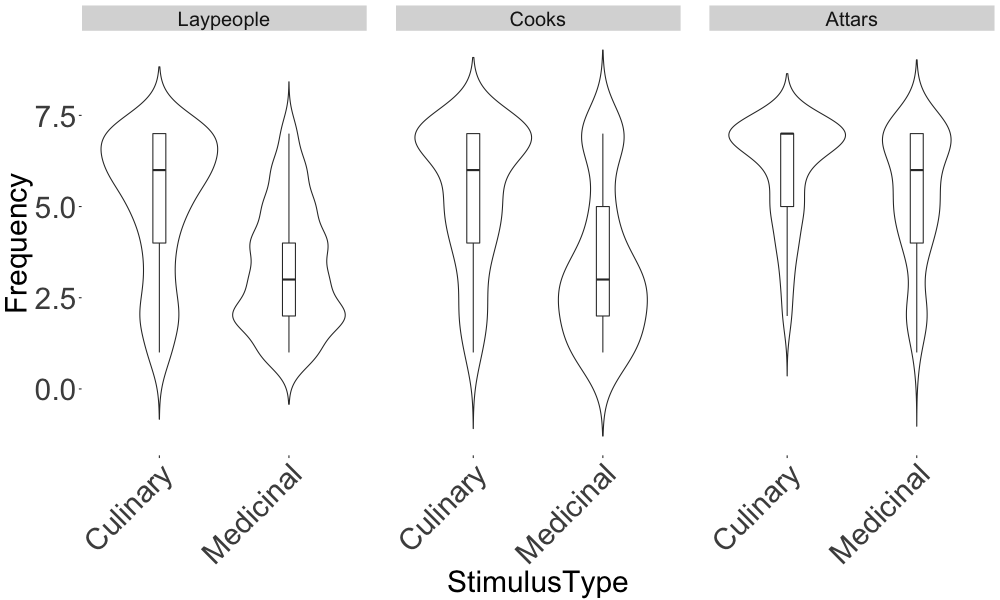 Laypeople
Cooks
Attars
Frequency
7.5
5.0
2.5
0.0
Culinary
Medicinal
Culinary
Medicinal
Culinary
Medicinal
StimulusType